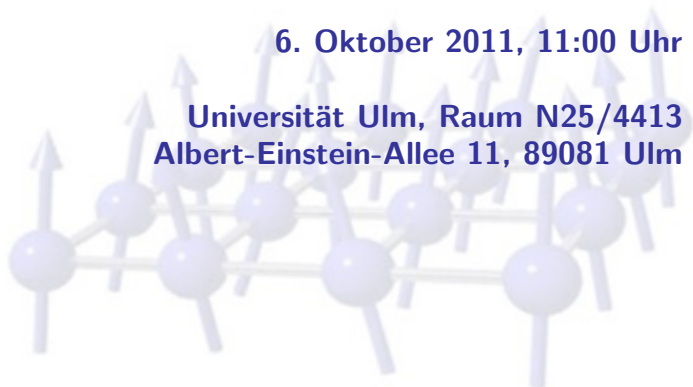 6. Oktober 2011, 11:00 Uhr
Universität Ulm, Raum N25/4413
Albert-Einstein-Allee 11, 89081 Ulm